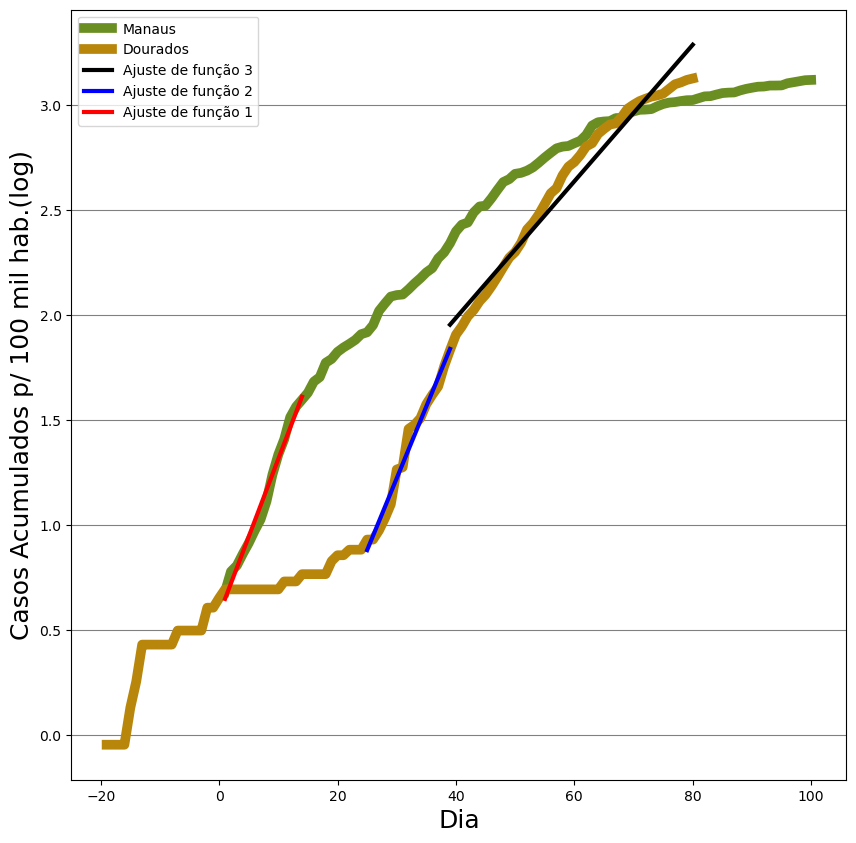 Manaus
Dourados
Ajuste de função 3
Ajuste de função 2
Ajuste de função 1
Casos Acumulados p/ 100 mil hab.(log)
3.0
2.5
2.0
1.5
1.0
0.5
0.0
−20 0 20 40 60 80 100
Dia